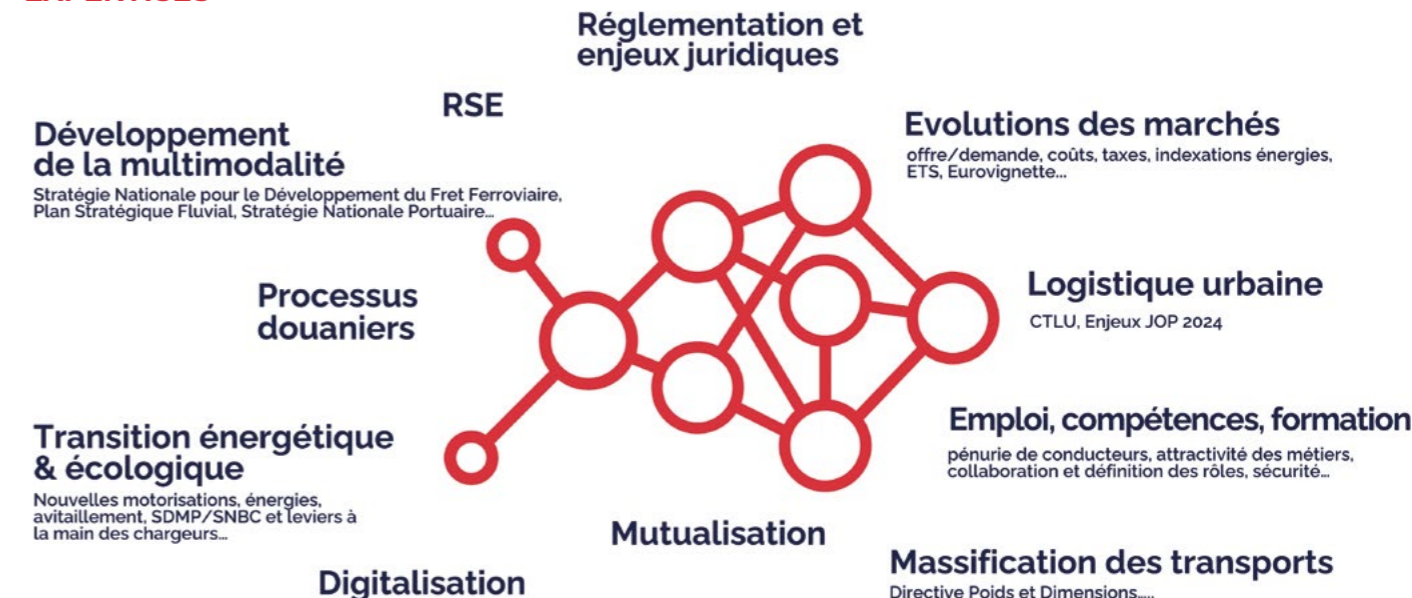 EXPERTISES
Réglementation et
enjeux juridiques
RSE
Développement
de la multimodalité
Stratégie Nationale pour le Développement du Fret Ferroviaire,
Plan Stratégique Fluvial, Stratégie Nationale Portuaire...
Evolutions des marchés
offre/demande, coûts, taxes, indexations énergies,
ETS, Eurovignette...
Processus
douaniers
Logistique urbaine
CTLU, Enjeux JOP 2024
Transition énergétique
& écologique
Nouvelles motorisations, énergies,
avitaillement, SDMP/SNBC et leviers à
la main des chargeurs...
Emploi, compétences, formation
pénurie de conducteurs, attractivité des métiers,
collaboration et définition des rôles, sécurité...
Mutualisation
Digitalisation
Massification des transports
Directive Poids et Dimensions.....